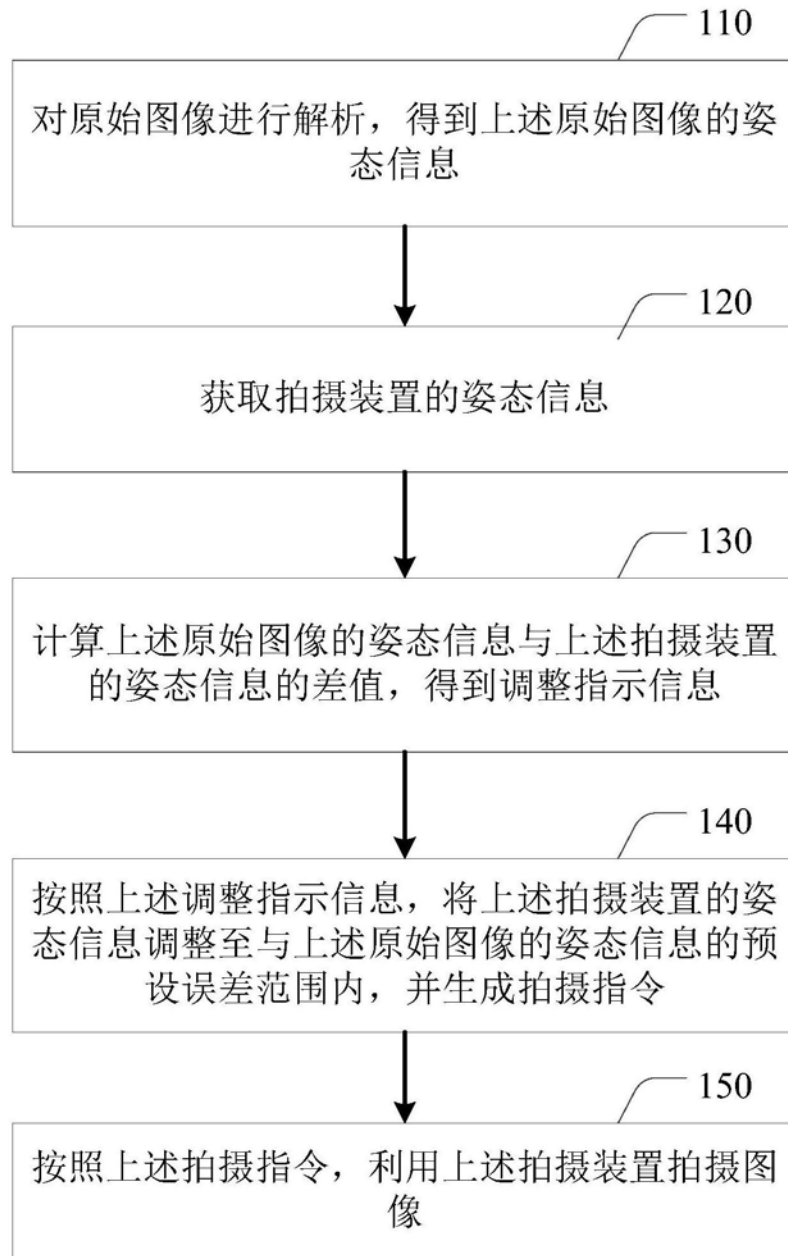 110
对原始图像进行解析，得到上述原始图像的姿
态信息
120
获取拍摄装置的姿态信息
130
计算上述原始图像的姿态信息与上述拍摄装置
的姿态信息的差值，得到调整指示信息
140
按照上述调整指示信息，将上述拍摄装置的姿
态信息调整至与上述原始图像的姿态信息的预
设误差范围内，并生成拍摄指令
150
按照上述拍摄指令，利用上述拍摄装置拍摄图
像